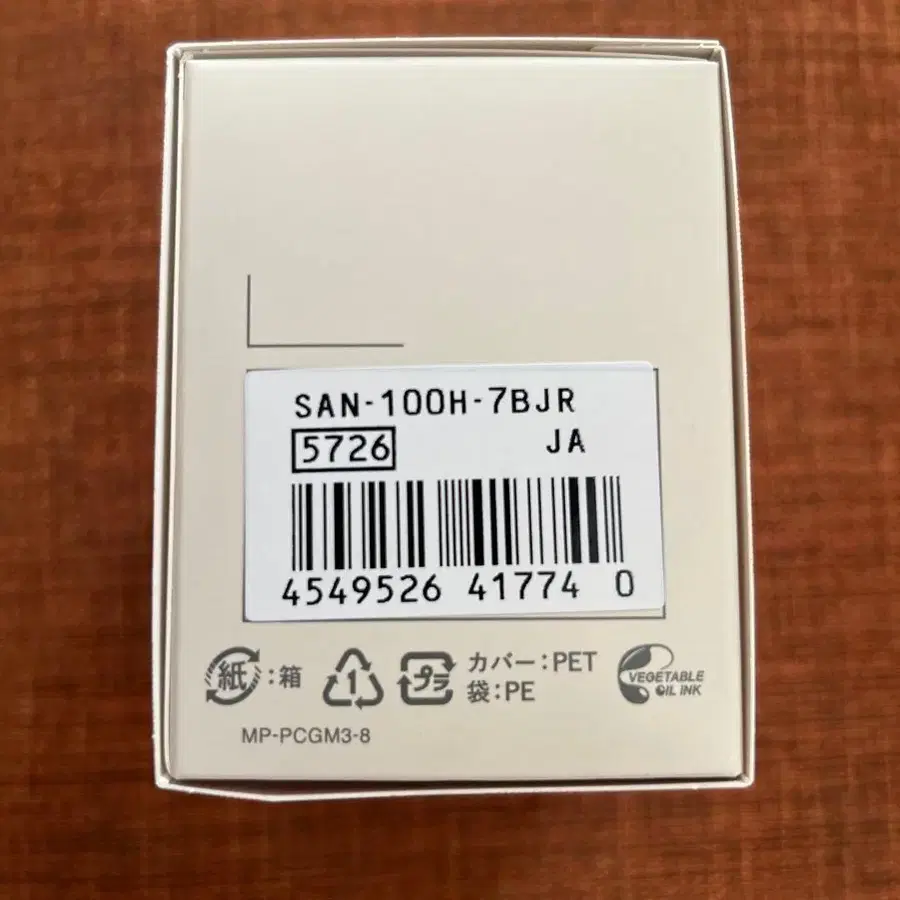 SAN-100H-7BJR
5726 JA
4549526 41774 0
紙:箱 1 プラ カバー:PET
袋:PE
VEGETABLE
OIL INK
MP-PCGM3-8